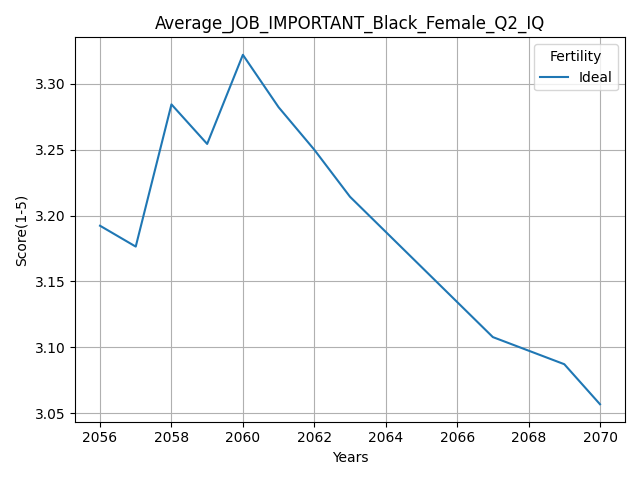 Average_JOB_IMPORTANT_Black_Female_Q2_IQ
Fertility
Ideal
Score(1-5)
3.30
3.25
3.20
3.15
3.10
3.05
2056 2058 2060 2062 2064 2066 2068 2070
Years